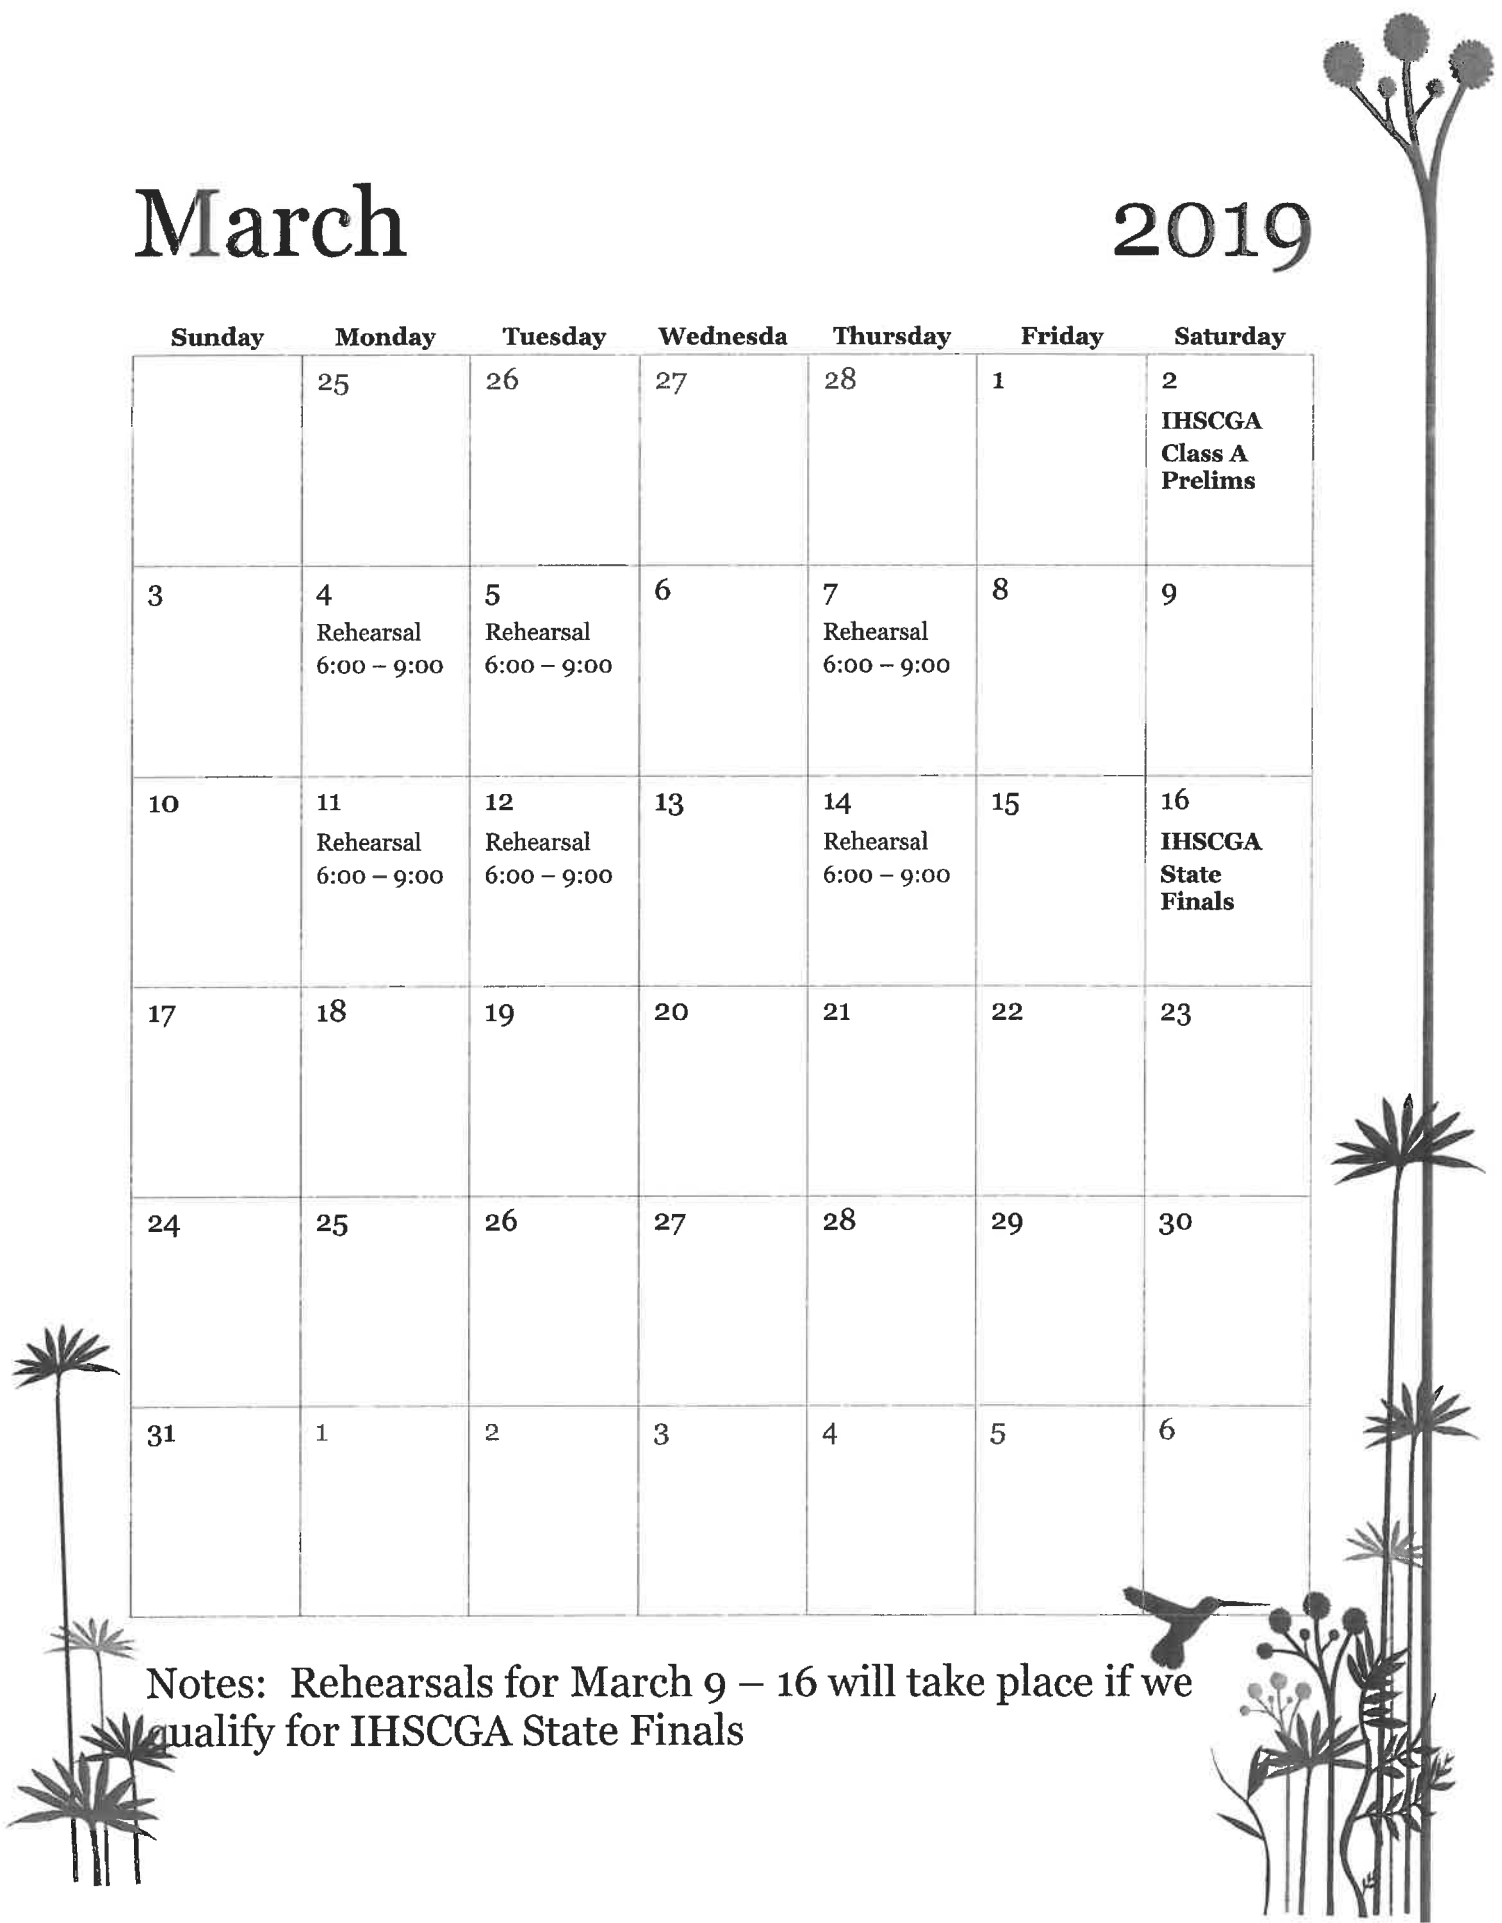 March 2019
Sunday Monday Tuesday Wednesda Thursday Friday Saturday
25 26 27 28 1 2
IHSCGA
Class A
Prelims
3 4 5 6 7 8 9
Rehearsal Rehearsal Rehearsal
6:00 – 9:00 6:00 – 9:00 6:00 – 9:00
10 11 12 13 14 15 16
Rehearsal Rehearsal Rehearsal IHSCGA
6:00 – 9:00 6:00 – 9:00 6:00 – 9:00 State
Finals
17 18 19 20 21 22 23
24 25 26 27 28 29 30
31 1 2 3 4 5 6
Notes: Rehearsals for March 9 – 16 will take place if we
qualify for IHSCGA State Finals